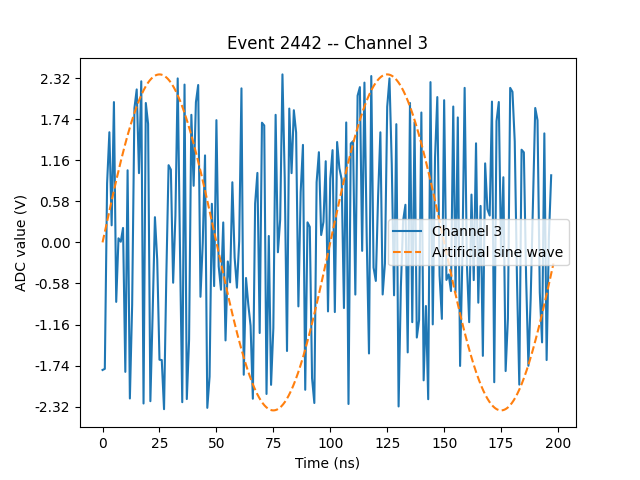 Event 2442 -- Channel 3
ADC value (V)
2.32
1.74
1.16
0.58
0.00
-0.58
-1.16
-1.74
-2.32
Channel 3
Artificial sine wave
0 25 50 75 100 125 150 175 200
Time (ns)